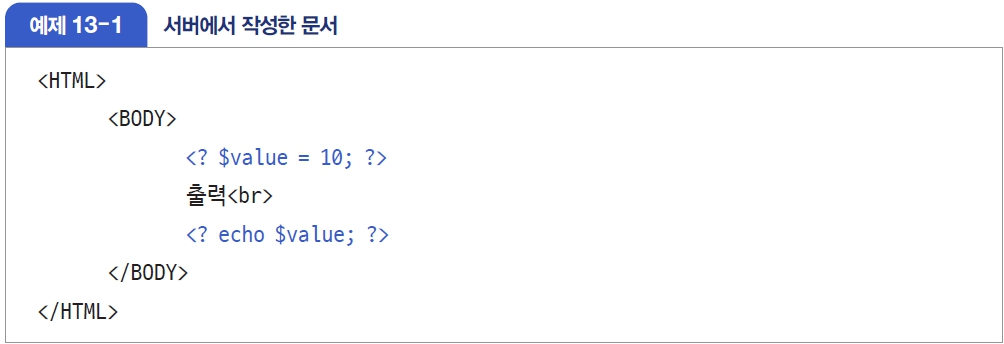 예제 13-1 서버에서 작성한 문서
<HTML>
<BODY>
<? $value = 10; ?>
출력<br>
<? echo $value; ?>
</BODY>
</HTML>